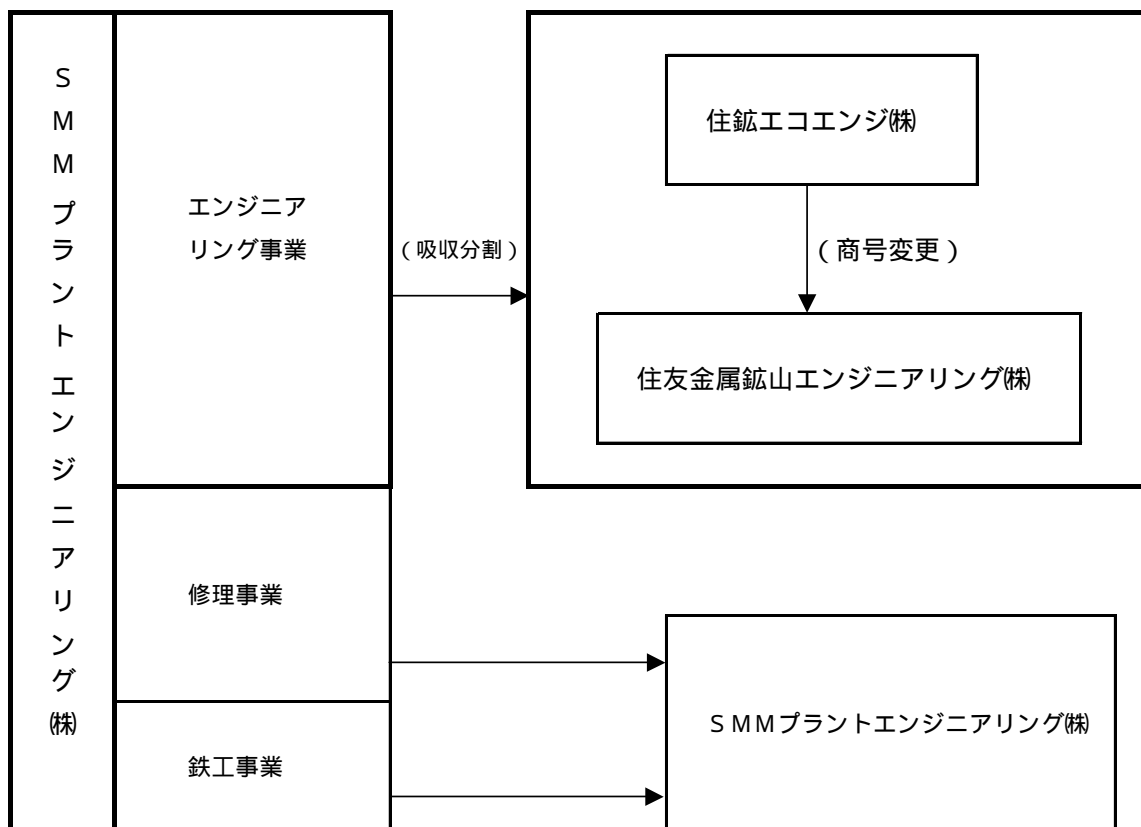 SMMプラントエンジニアリング㈱
エンジニア
リング事業
(吸収分割)
住鉱エコエンジ㈱
(商号変更)
住友金属鉱山エンジニアリング㈱
修理事業
鉄工事業
SMMプラントエンジニアリング㈱